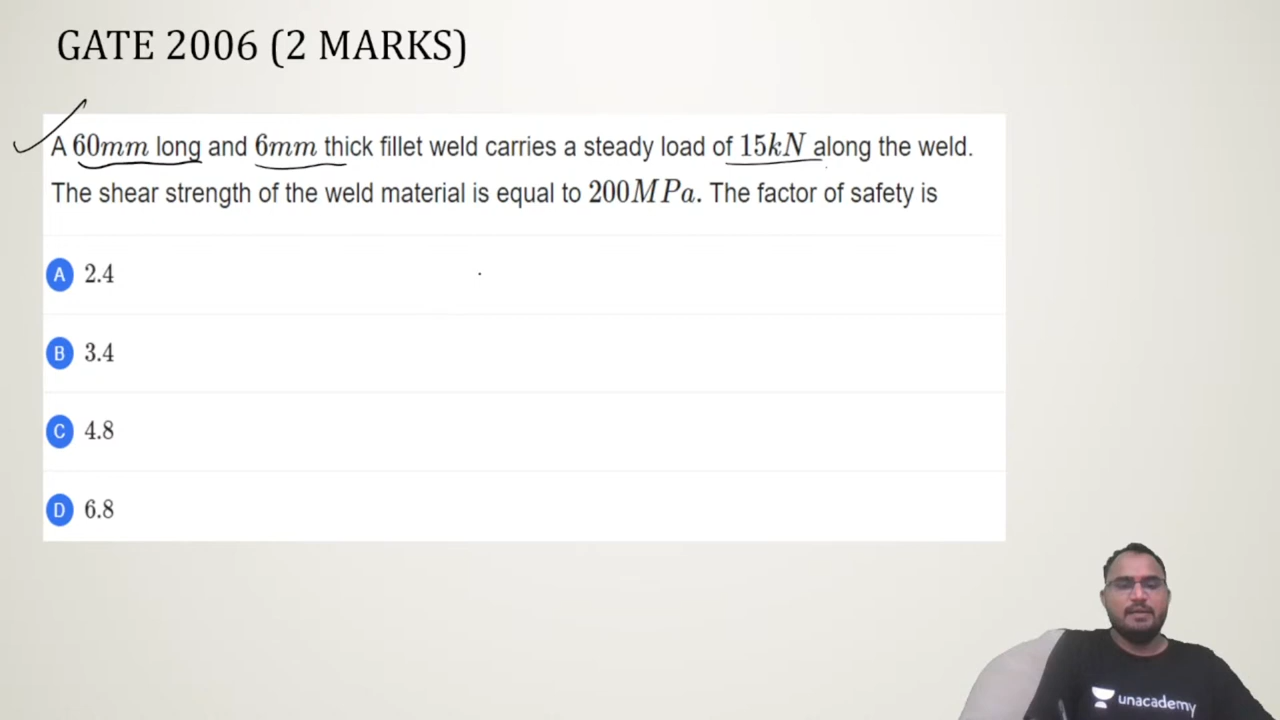 GATE 2006 (2 MARKS)
A 60mm long and 6mm thick fillet weld carries a steady load of 15kN along the weld.
The shear strength of the weld material is equal to 200MPa. The factor of safety is
A 2.4
B 3.4
C 4.8
D 6.8
unacademy